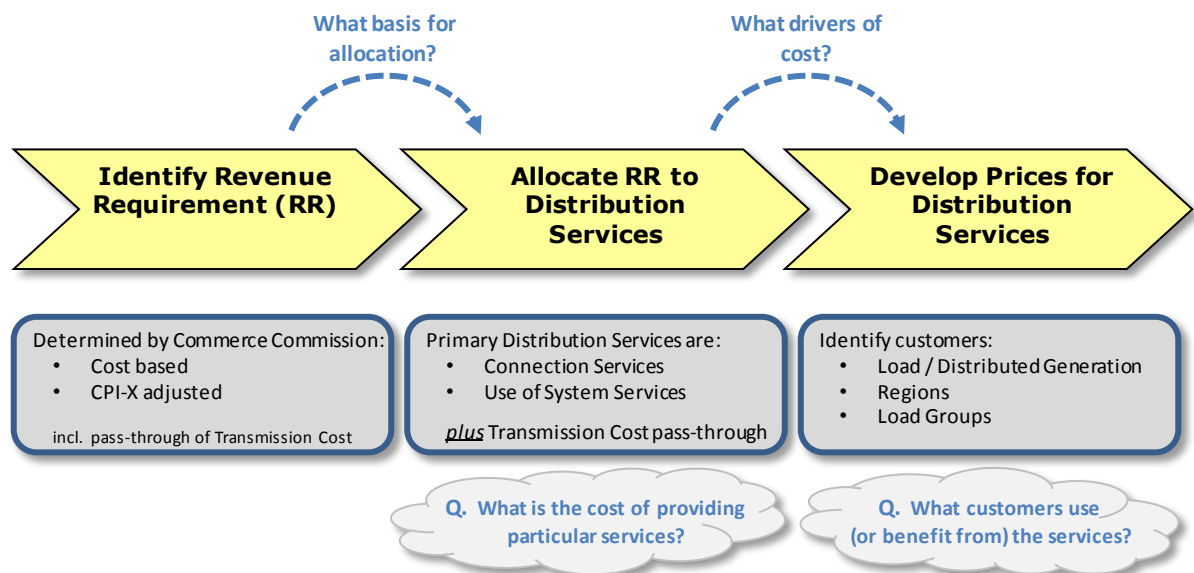 What basis for
allocation?
What drivers of
cost?
Identify Revenue
Requirement (RR)
Allocate RR to
Distribution
Services
Develop Prices for
Distribution
Services
Determined by Commerce Commission:
• Cost based
• CPI-X adjusted
incl. pass-through of Transmission Cost
Primary Distribution Services are:
• Connection Services
• Use of System Services
plus Transmission Cost pass-through
Identify customers:
• Load / Distributed Generation
• Regions
• Load Groups
Q. What is the cost of providing
particular services?
Q. What customers use
(or benefit from) the services?